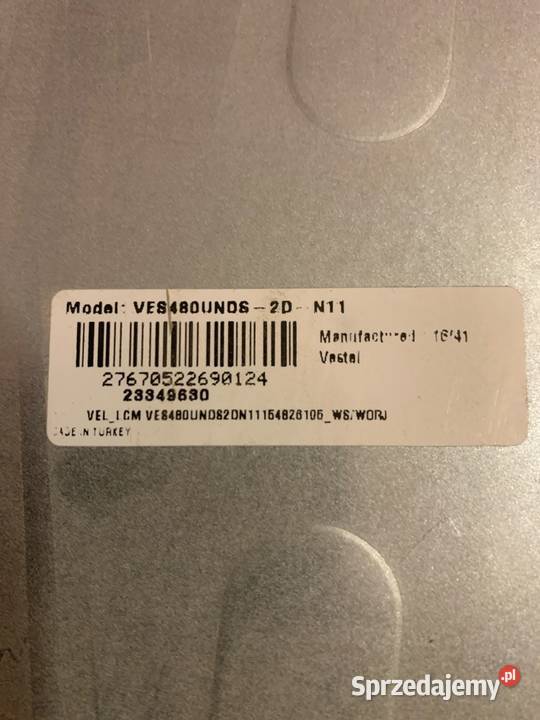 Model: VES480UNDS-2D-N11
Manufactured 16/41
Vestel
27670522690124
23349630
VEL_LCM VES480UNDS2DN11154826105_WS/WORJ
MADE IN TURKEY
Sprzedajemy.pl